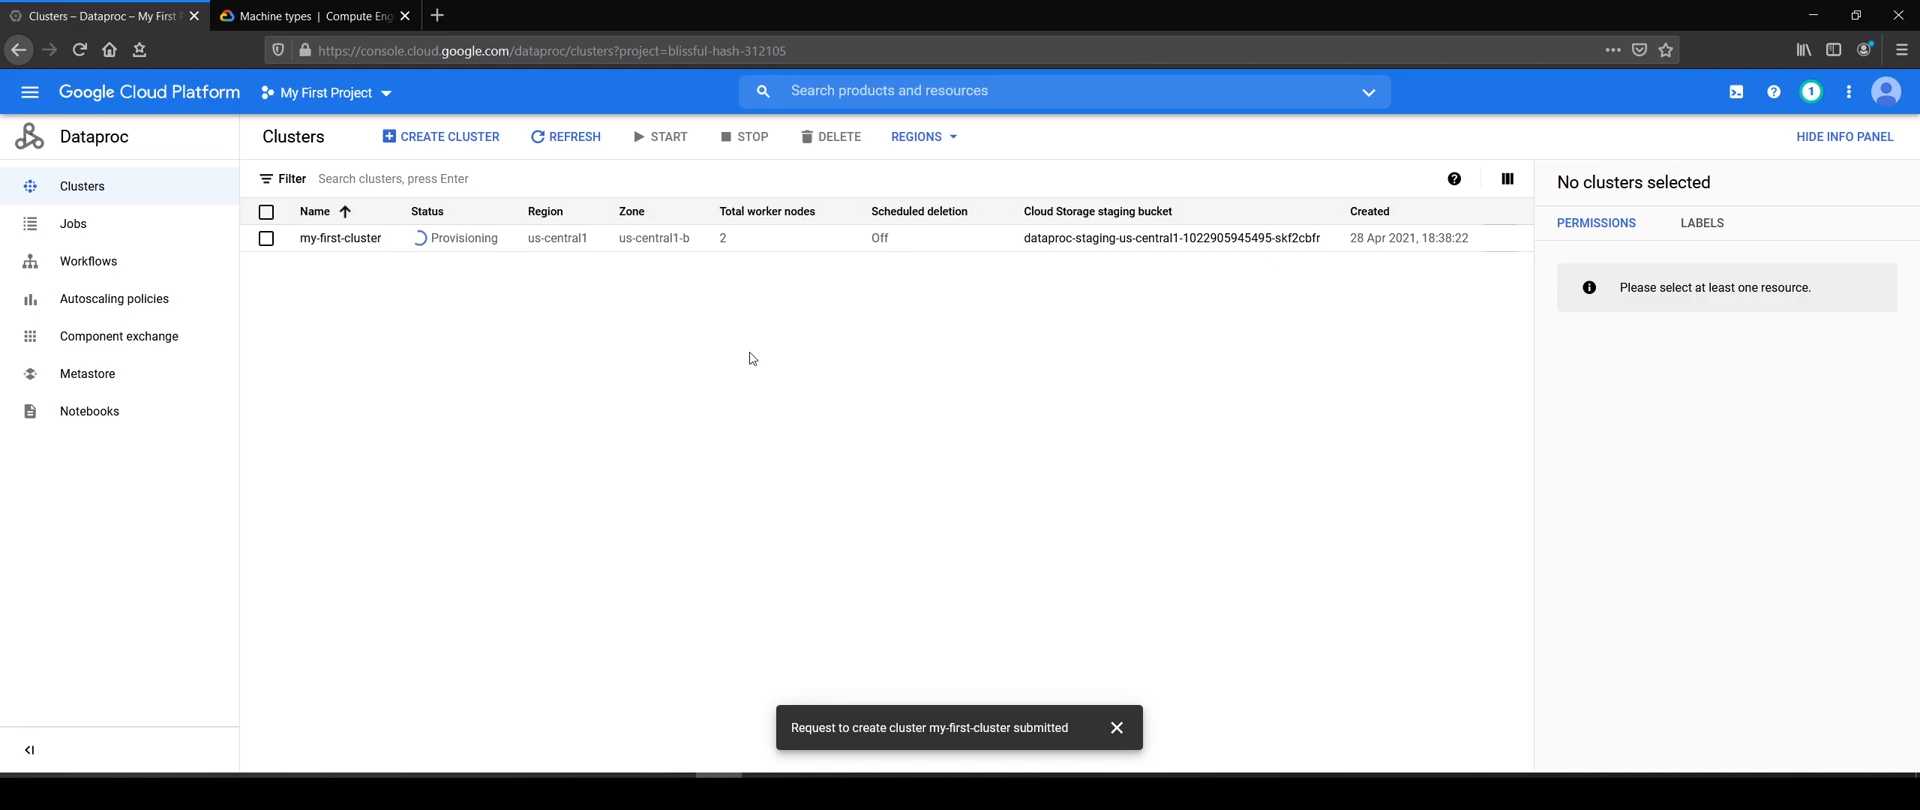 Clusters – Dataproc – My First
Machine types | Compute Eng
https://console.cloud.google.com/dataproc/clusters?project=blissful-hash-312105
Google Cloud Platform
My First Project
Search products and resources
1
Dataproc
Clusters
CREATE CLUSTER
REFRESH
START
STOP
DELETE
REGIONS
HIDE INFO PANEL
Clusters
Jobs
Workflows
Autoscaling policies
Component exchange
Metastore
Notebooks
Filter Search clusters, press Enter
Name Status Region Zone Total worker nodes Scheduled deletion Cloud Storage staging bucket Created
my-first-cluster Provisioning us-central1 us-central1-b 2 Off dataproc-staging-us-central1-1022905945495-skf2cbfr 28 Apr 2021, 18:38:22
No clusters selected
PERMISSIONS LABELS
Please select at least one resource.
Request to create cluster my-first-cluster submitted